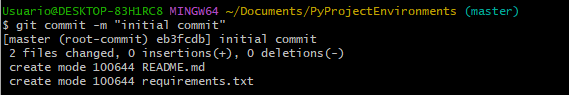 Usuario@DESKTOP-83H1RC8 MINGW64 ~/Documents/PyProjectEnvironments (master)
$ git commit -m "initial commit"
[master (root-commit) eb3fcdb] initial commit
 2 files changed, 0 insertions(+), 0 deletions(-)
 create mode 100644 README.md
 create mode 100644 requirements.txt